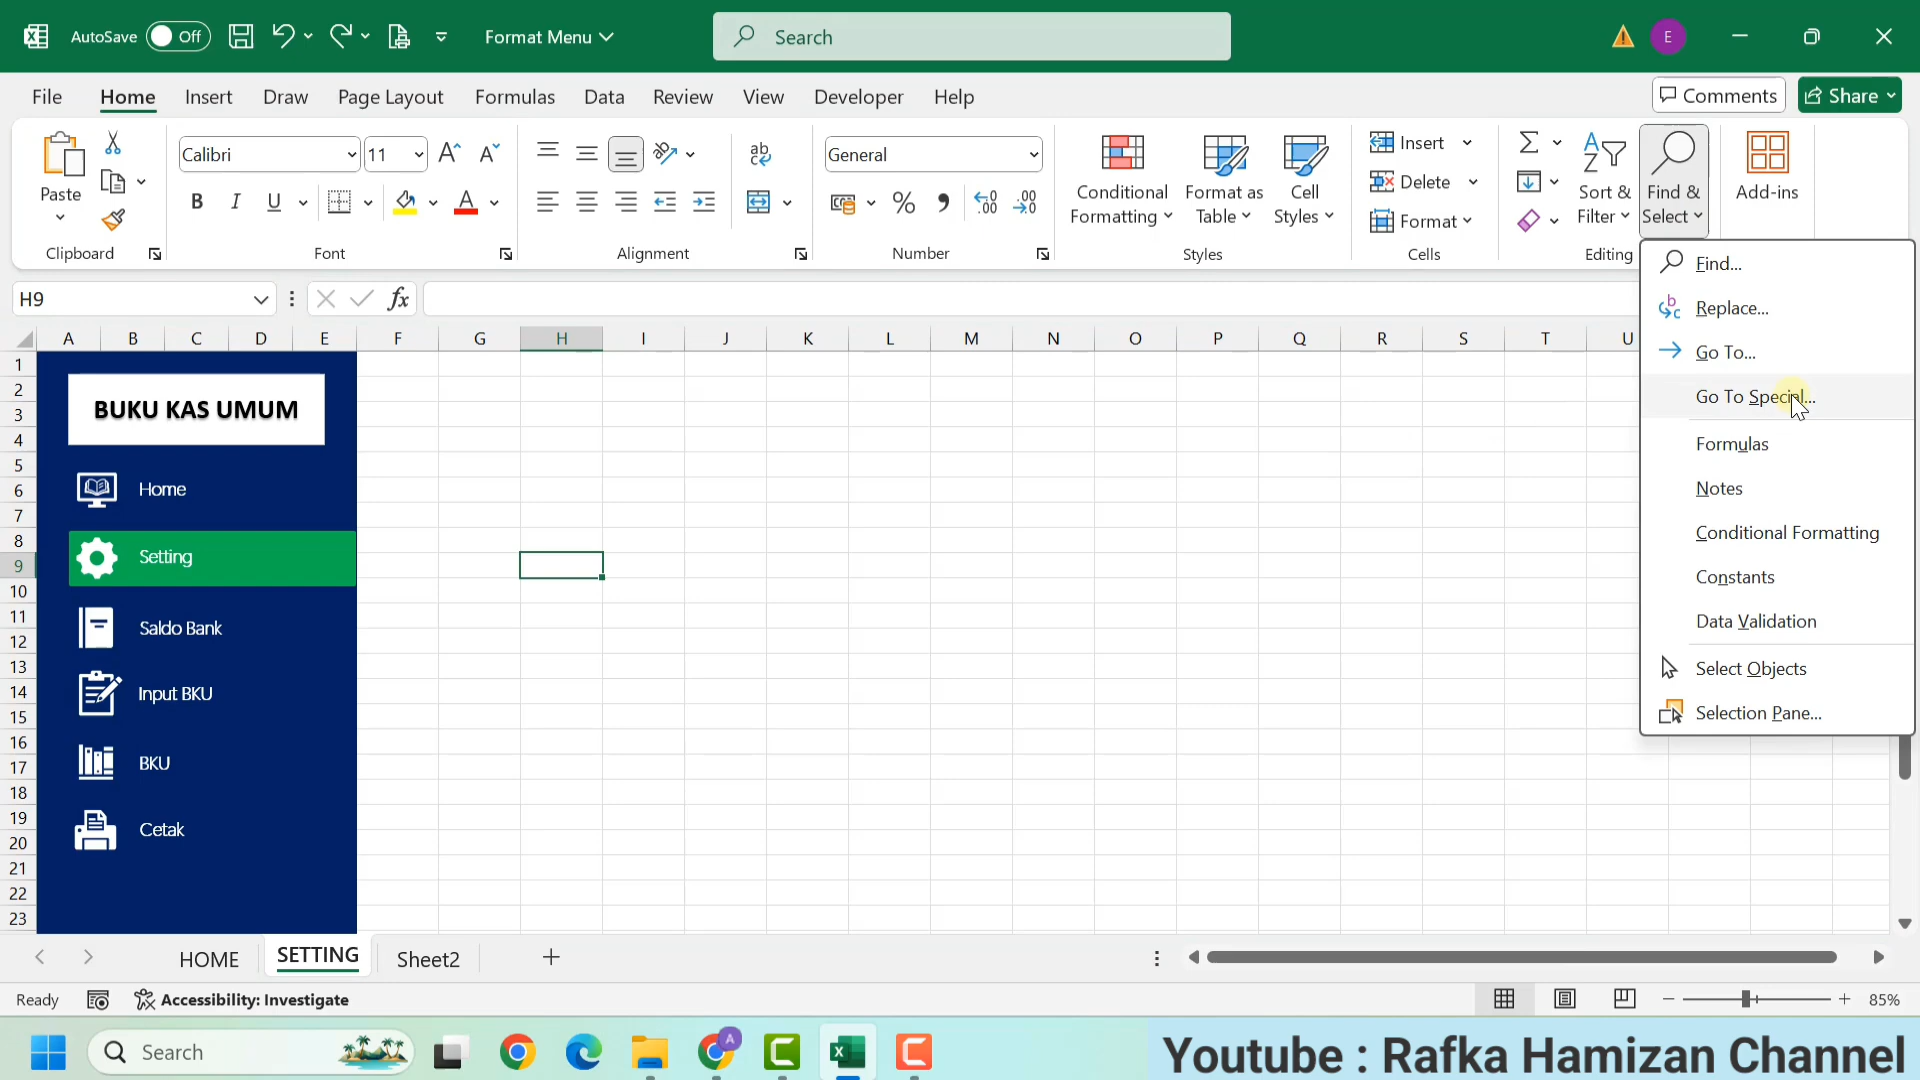 AutoSave Off Format Menu Search E
File Home Insert Draw Page Layout Formulas Data Review View Developer Help Comments Share
Paste
Clipboard
Calibri 11
B I U A
Font
ab
Alignment
General
% 9 .00
Number
Conditional
Formatting
Format as
Table
Cell
Styles
Styles
Insert
Delete
Format
Cells
Sort &
Filter
Find &
Select
Editing
Add-ins
H9 fx
Find...
Replace...
Go To...
Go To Special...
Formulas
Notes
Conditional Formatting
Constants
Data Validation
Select Objects
Selection Pane...
A B C D E F G H I J K L M N O P Q R S T U
1
2
3
4
5
6
7
8
9
10
11
12
13
14
15
16
17
18
19
20
21
22
23
BUKU KAS UMUM
Home
Setting
Saldo Bank
Input BKU
BKU
Cetak
HOME SETTING Sheet2
Ready Accessibility: Investigate 85%
Search
Youtube : Rafka Hamizan Channel